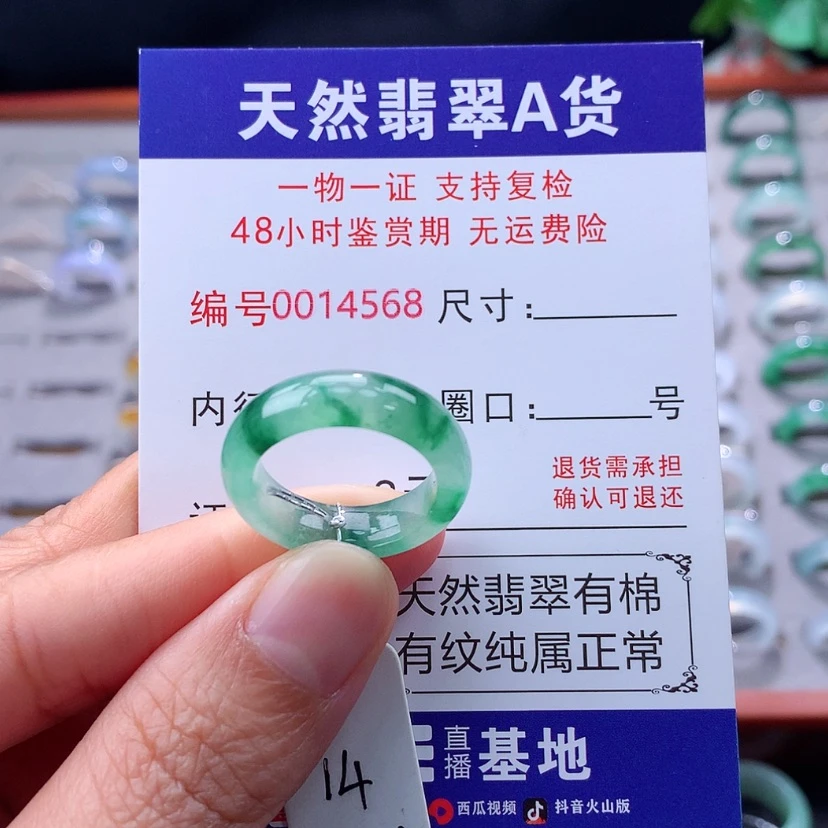 天然翡翠A货
一物一证 支持复检
48小时鉴赏期 无运费险
编号0014568 尺寸:
内 圈口: 号
退货需承担
确认可退还
天然翡翠有棉
有纹纯属正常
直播基地
14
西瓜视频 抖音火山版